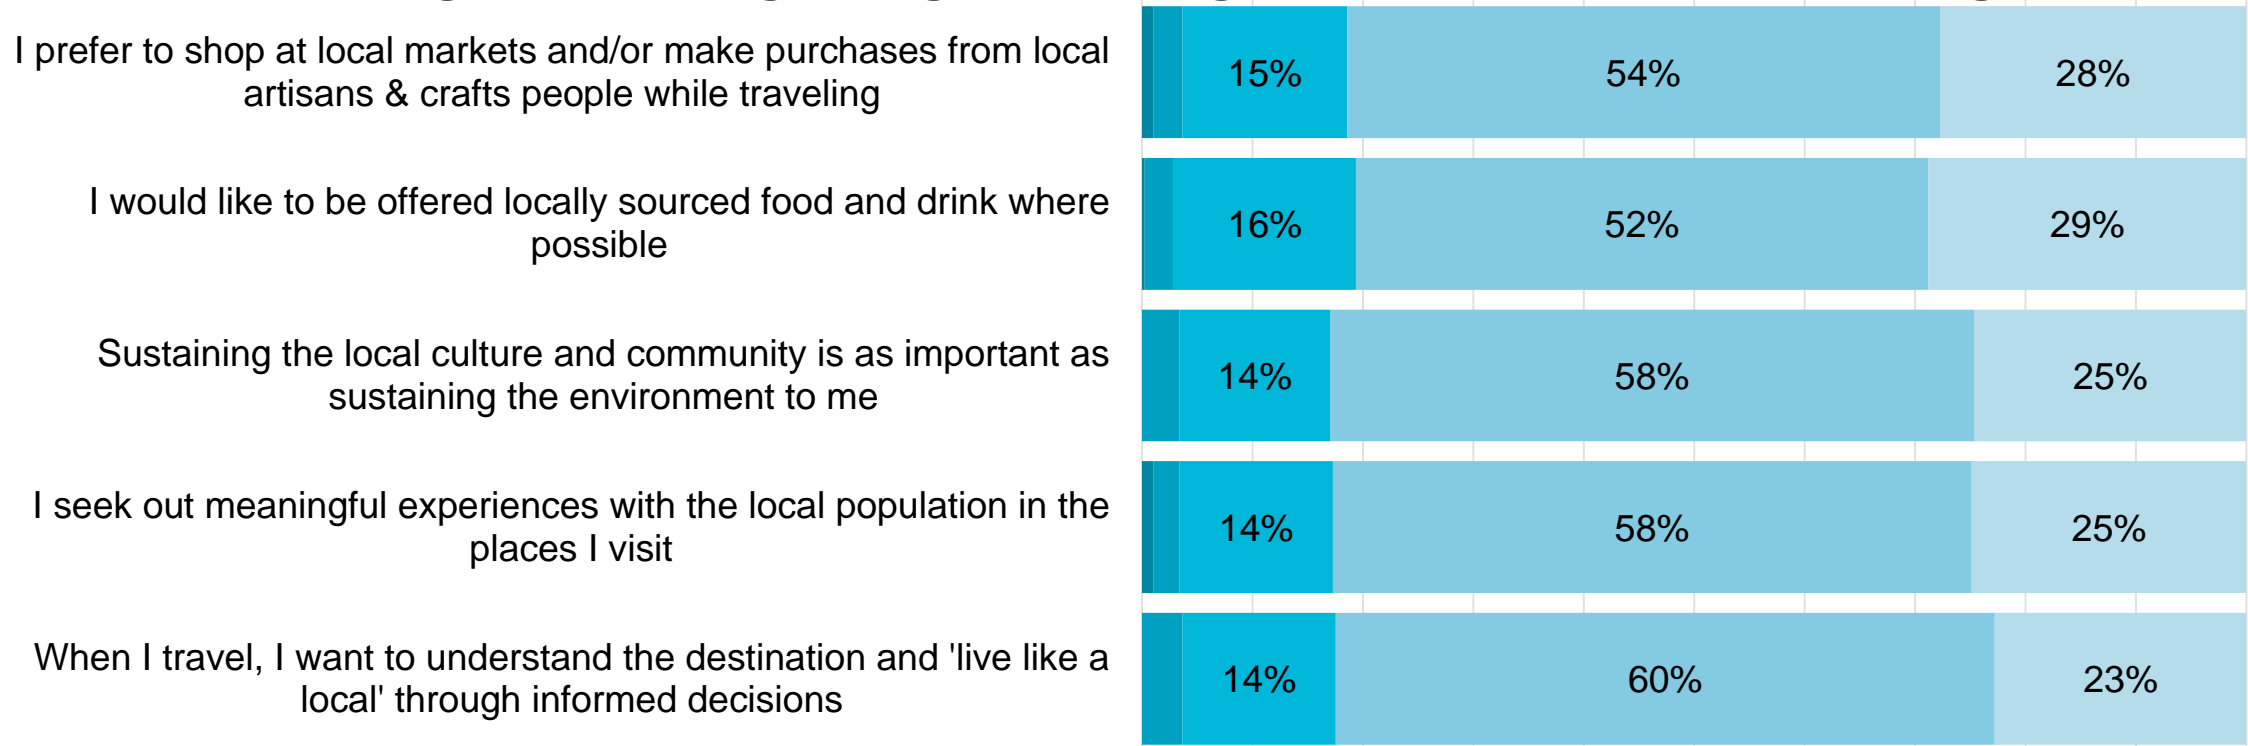 I prefer to shop at local markets and/or make purchases from local
artisans & crafts people while traveling
15% 54% 28%
I would like to be offered locally sourced food and drink where
possible
16% 52% 29%
Sustaining the local culture and community is as important as
sustaining the environment to me
14% 58% 25%
I seek out meaningful experiences with the local population in the
places I visit
14% 58% 25%
When I travel, I want to understand the destination and 'live like a
local' through informed decisions
14% 60% 23%